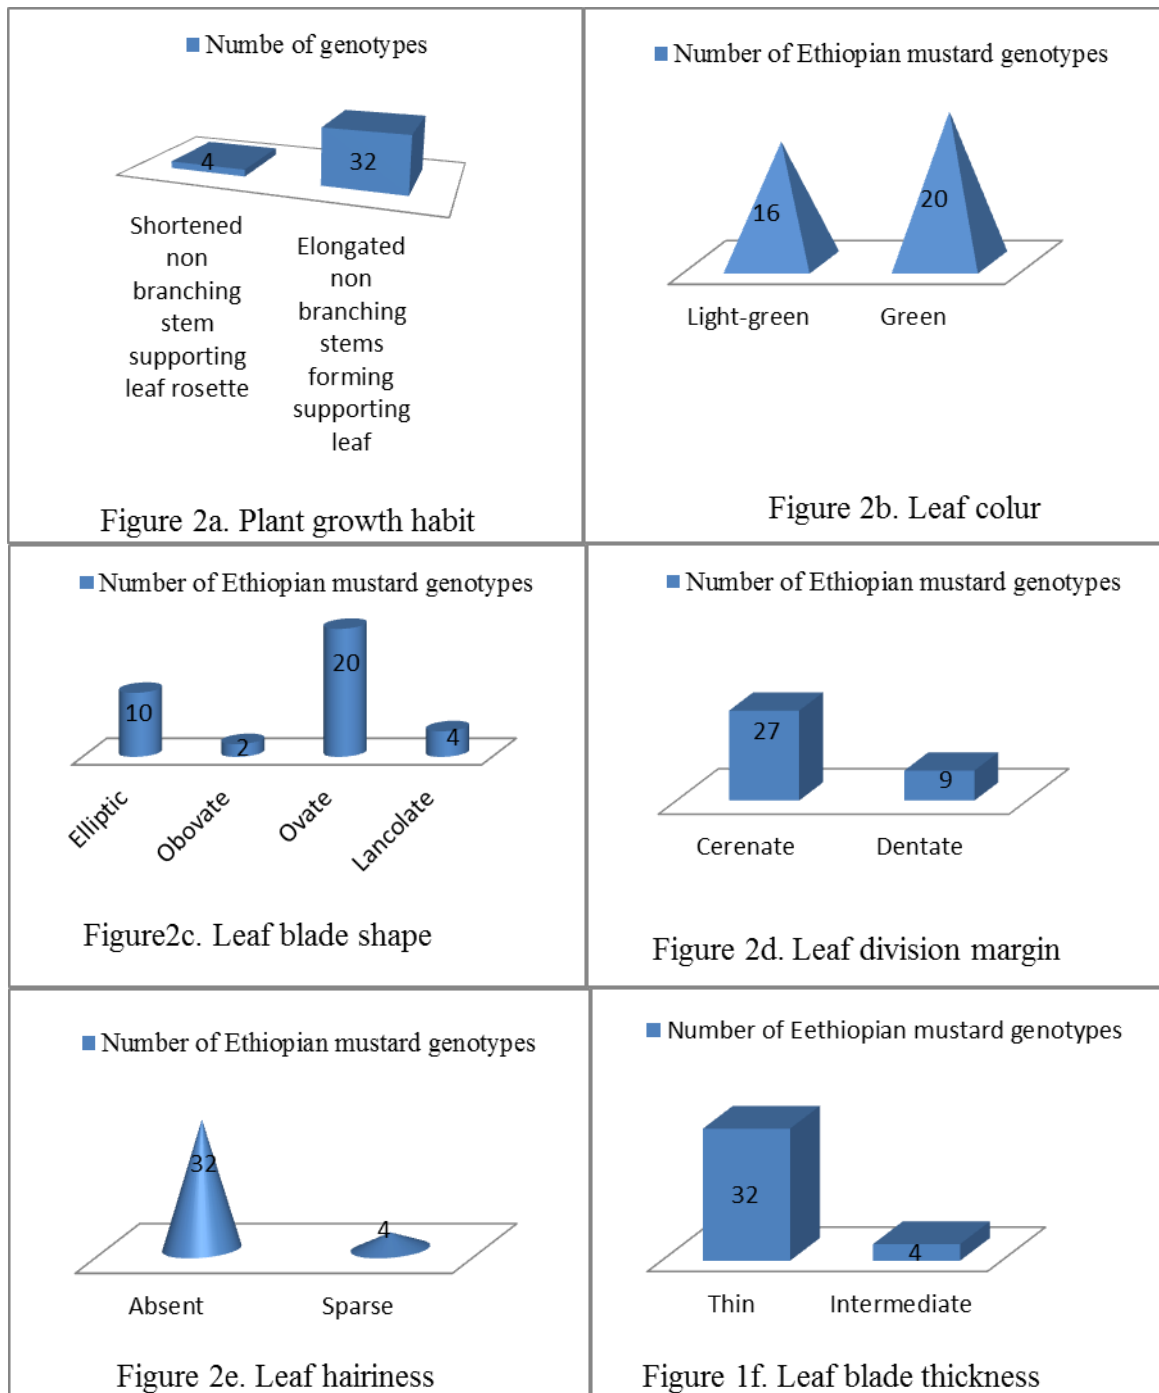 Numbe of genotypes
4
32
Shortened
non
branching
stem
supporting
leaf rosette
Elongated
non
branching
stems
forming
supporting
leaf
Figure 2a. Plant growth habit
Number of Ethiopian mustard genotypes
16
20
Light-green
Green
Figure 2b. Leaf colur
Number of Ethiopian mustard genotypes
10
2
20
4
Elliptic
Obovate
Ovate
Lancolate
Figure2c. Leaf blade shape
Number of Ethiopian mustard genotypes
27
9
Cerenate
Dentate
Figure 2d. Leaf division margin
Number of Ethiopian mustard genotypes
32
4
Absent
Sparse
Figure 2e. Leaf hairiness
Number of Eethiopian mustard genotypes
32
4
Thin
Intermediate
Figure 1f. Leaf blade thickness